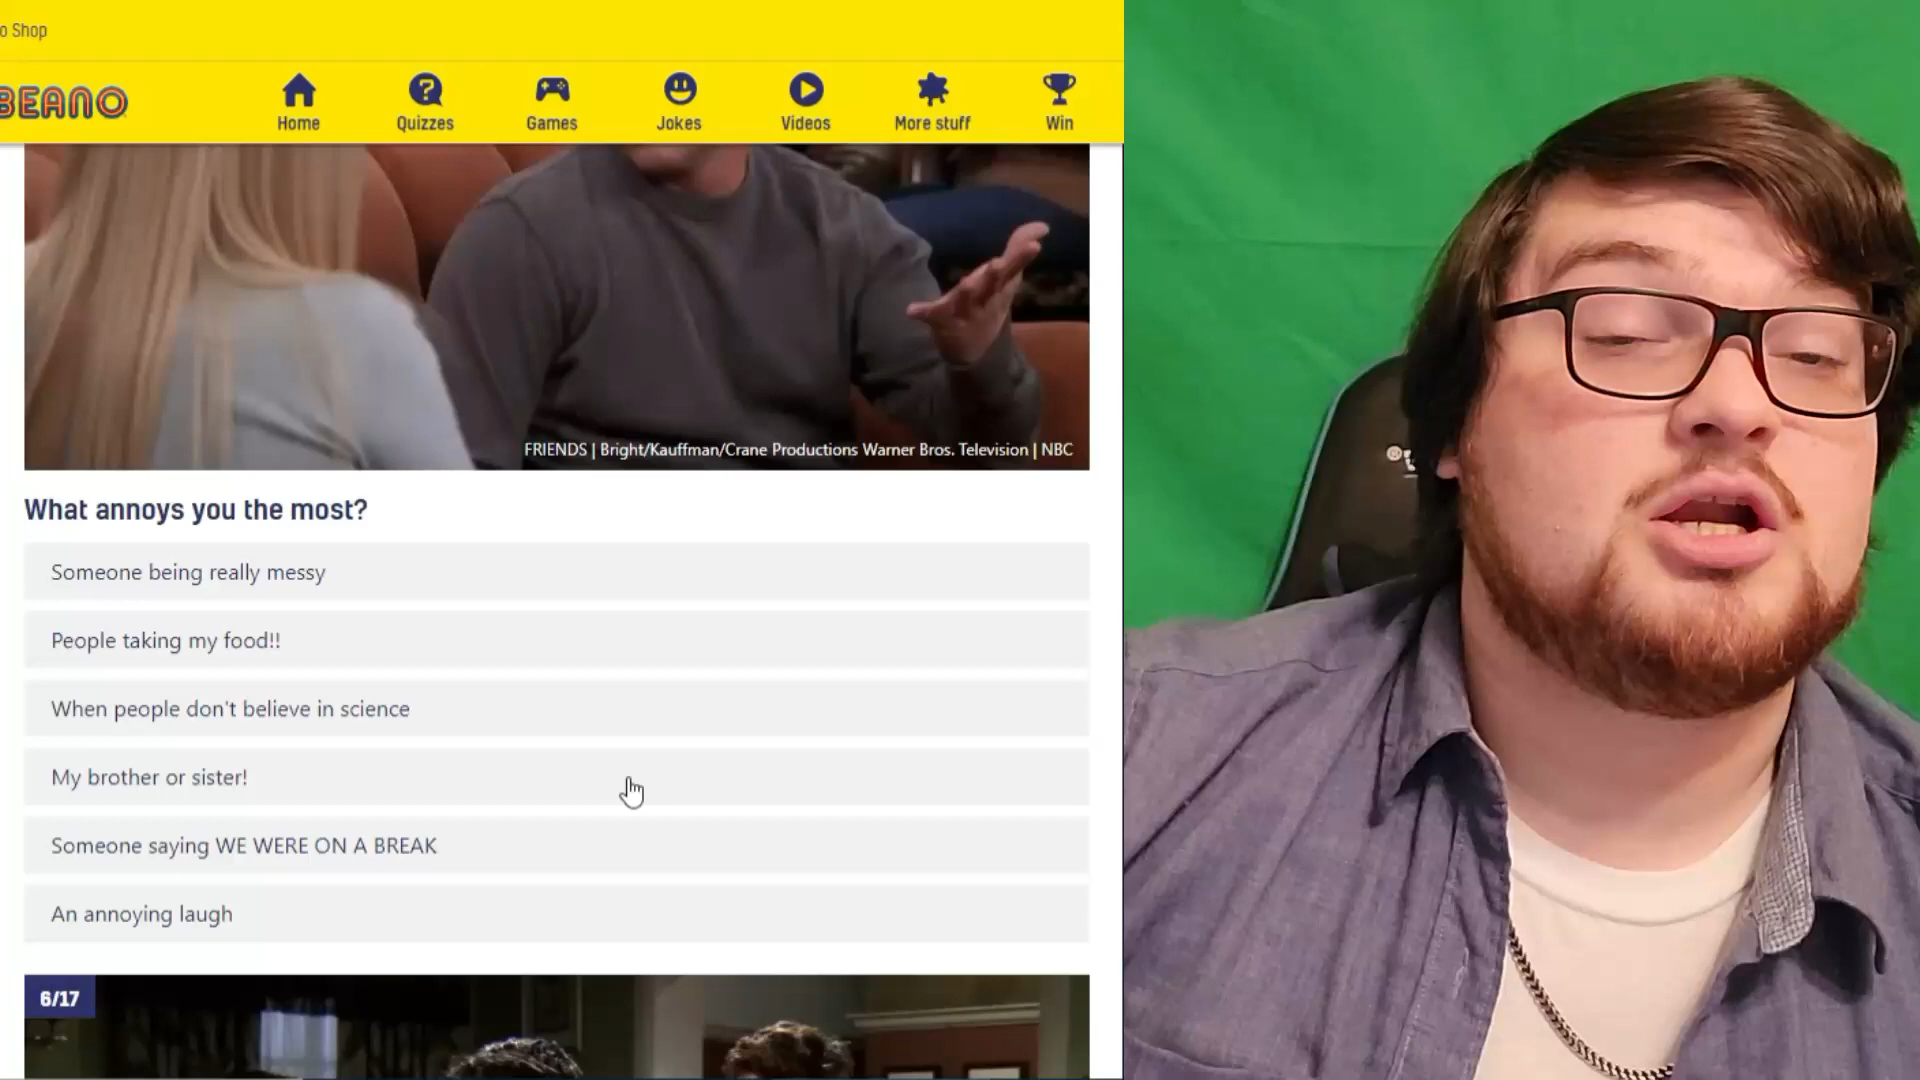 o Shop
BEANO
Home
Quizzes
Games
Jokes
Videos
More stuff
Win
FRIENDS | Bright/Kauffman/Crane Productions Warner Bros. Television | NBC
What annoys you the most?
Someone being really messy
People taking my food!!
When people don't believe in science
My brother or sister!
Someone saying WE WERE ON A BREAK
An annoying laugh
6/17